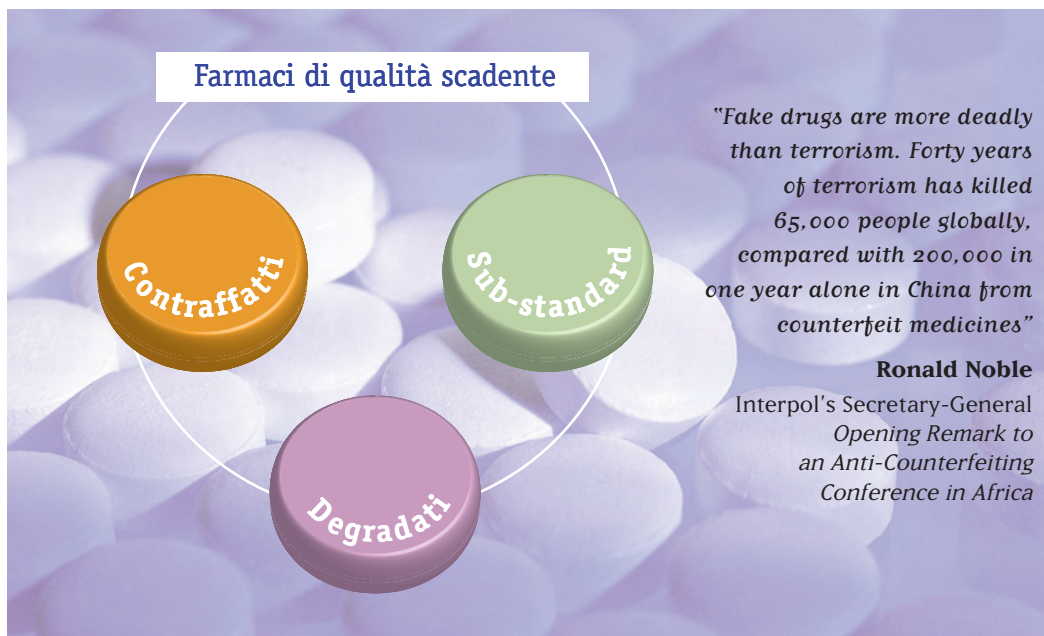 Farmaci di qualità scadente
Contraffatti
Sub-standard
Degradati
“Fake drugs are more deadly
than terrorism. Forty years
of terrorism has killed
65,000 people globally,
compared with 200,000 in
one year alone in China from
counterfeit medicines”
Ronald Noble
Interpol's Secretary-General
Opening Remark to
an Anti-Counterfeiting
Conference in Africa